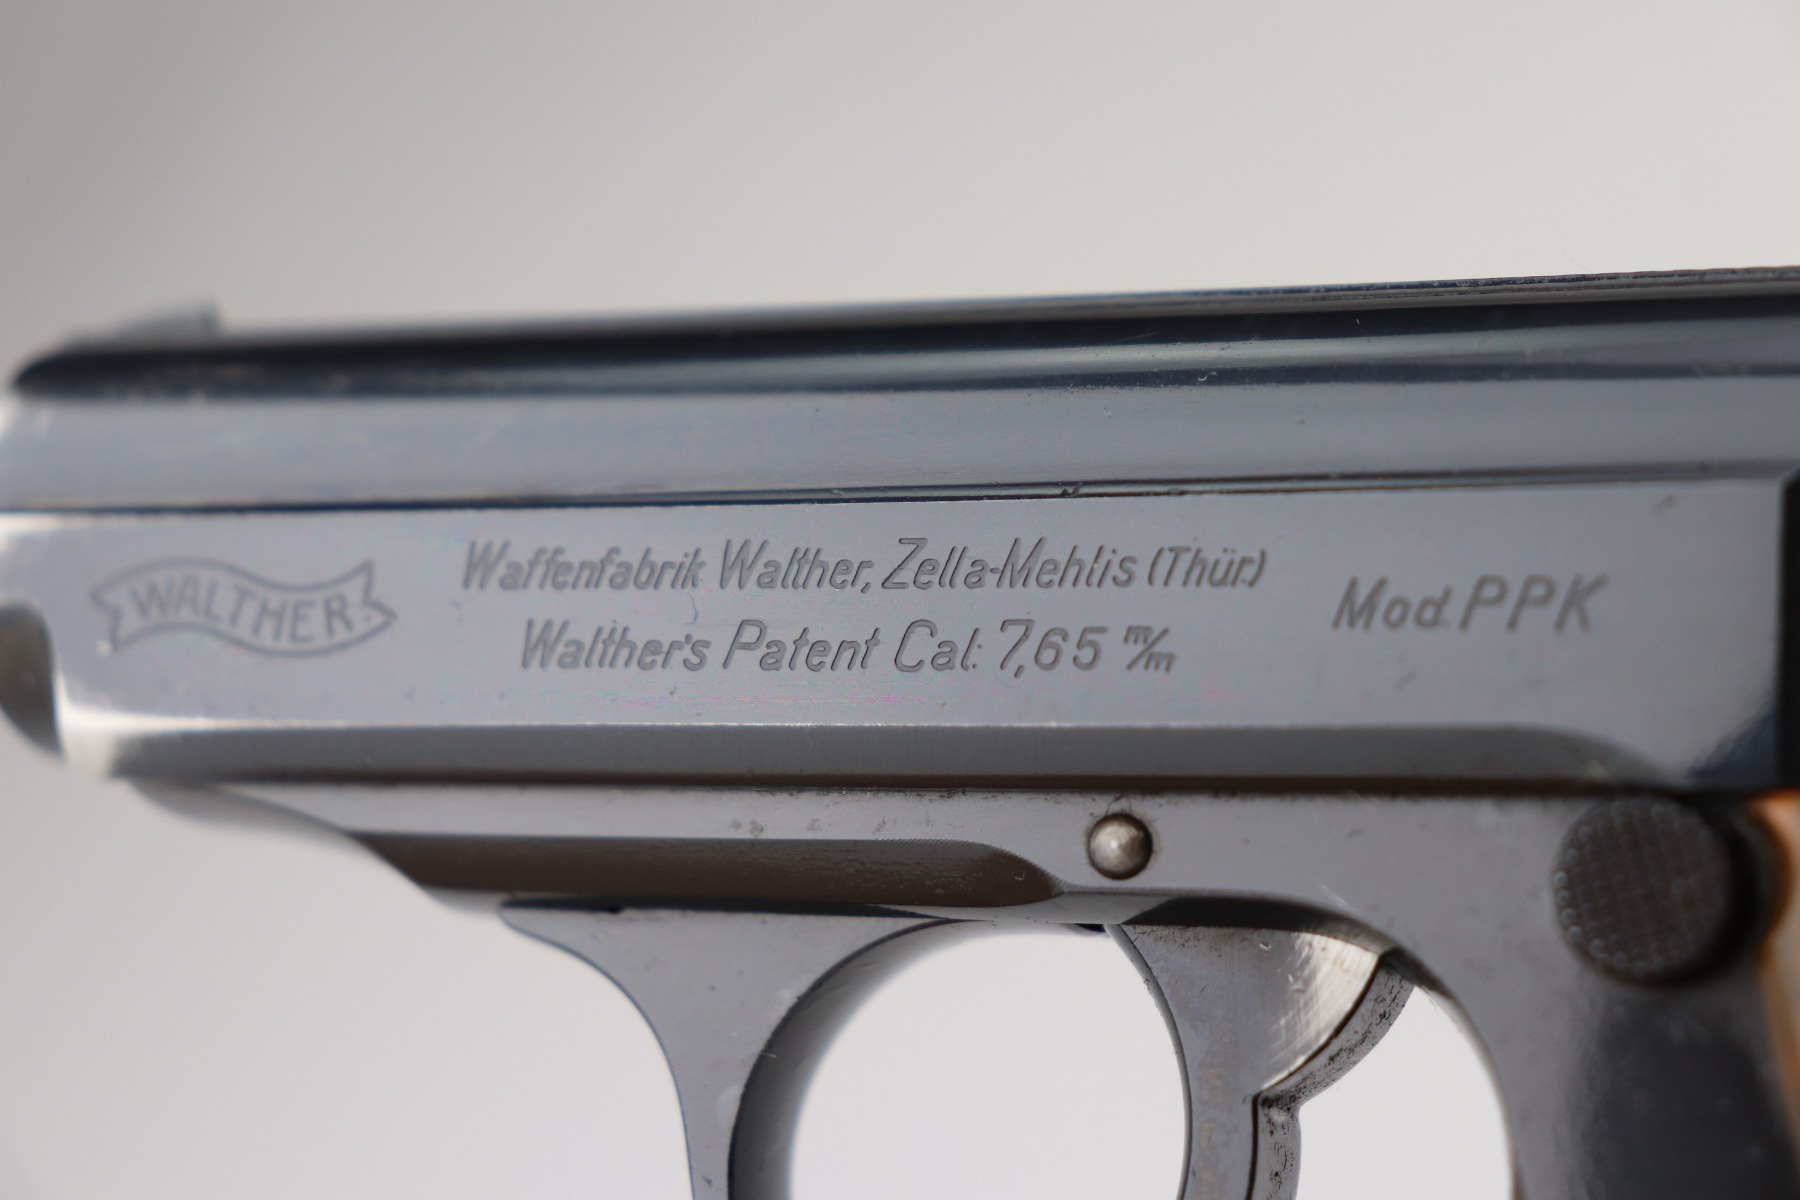 WALTHER.
Waffenfabrik Walther, Zella-Mehlis (Thür.)
Walther's Patent Cal. 7,65 m/m
Mod. PPK